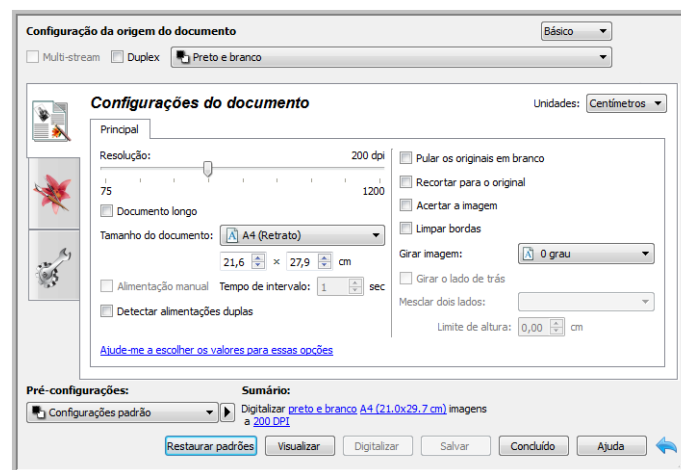 Configuração da origem do documento Básico
Multi-stream Duplex Preto e branco
Configurações do documento Unidades: Centímetros
Principal
Resolução: 200 dpi
75 1200
Documento longo
Tamanho do documento: A4 (Retrato)
21,6 × 27,9 cm
Alimentação manual Tempo de intervalo: 1 sec
Detectar alimentações duplas
Ajude-me a escolher os valores para essas opções
Pular os originais em branco
Recortar para o original
Acertar a imagem
Limpar bordas
Girar imagem: 0 grau
Girar o lado de trás
Mesclar dois lados:
Limite de altura: 0,00 cm
Pré-configurações: Sumário:
Configurações padrão Digitalizar preto e branco A4 (21.0x29.7 cm) imagens
a 200 DPI
Restaurar padrões Visualizar Digitalizar Salvar Concluído Ajuda